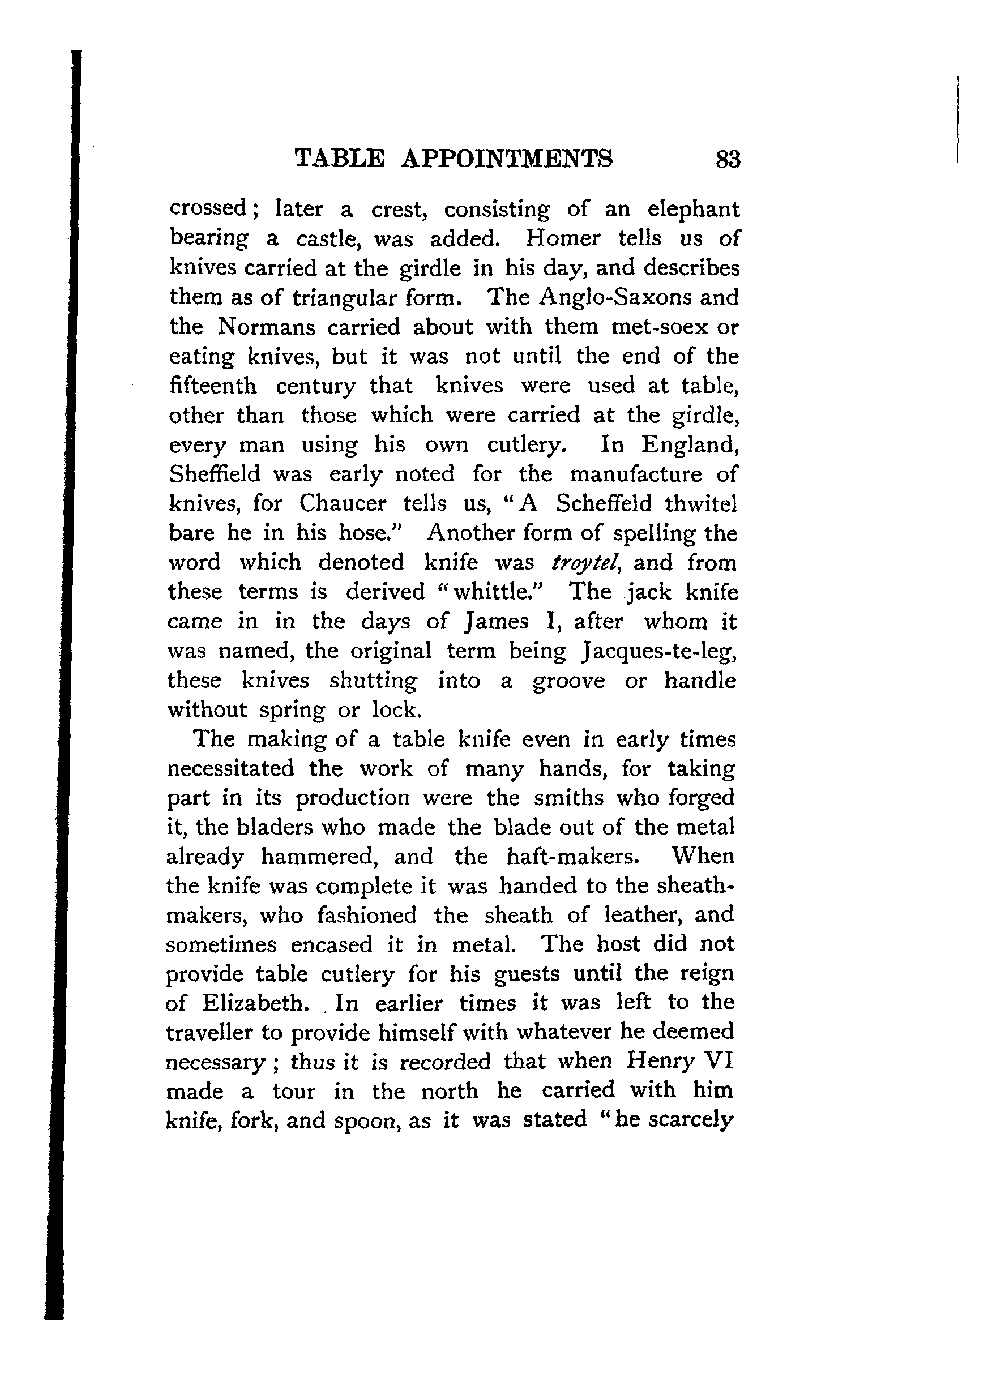 TABLE APPOINTMENTS 83
crossed; later a crest, consisting of an elephant
bearing a castle, was added. Homer tells us of
knives carried at the girdle in his day, and describes
them as of triangular form. The Anglo-Saxons and
the Normans carried about with them met-soex or
eating knives, but it was not until the end of the
fifteenth century that knives were used at table,
other than those which were carried at the girdle,
every man using his own cutlery. In England,
Sheffield was early noted for the manufacture of
knives, for Chaucer tells us, "A Scheffeld thwitel
bare he in his hose." Another form of spelling the
word which denoted knife was troytel, and from
these terms is derived "whittle." The jack knife
came in in the days of James I, after whom it
was named, the original term being Jacques-te-leg,
these knives shutting into a groove or handle
without spring or lock.
The making of a table knife even in early times
necessitated the work of many hands, for taking
part in its production were the smiths who forged
it, the bladers who made the blade out of the metal
already hammered, and the haft-makers. When
the knife was complete it was handed to the sheath-
makers, who fashioned the sheath of leather, and
sometimes encased it in metal. The host did not
provide table cutlery for his guests until the reign
of Elizabeth. In earlier times it was left to the
traveller to provide himself with whatever he deemed
necessary; thus it is recorded that when Henry VI
made a tour in the north he carried with him
knife, fork, and spoon, as it was stated "he scarcely